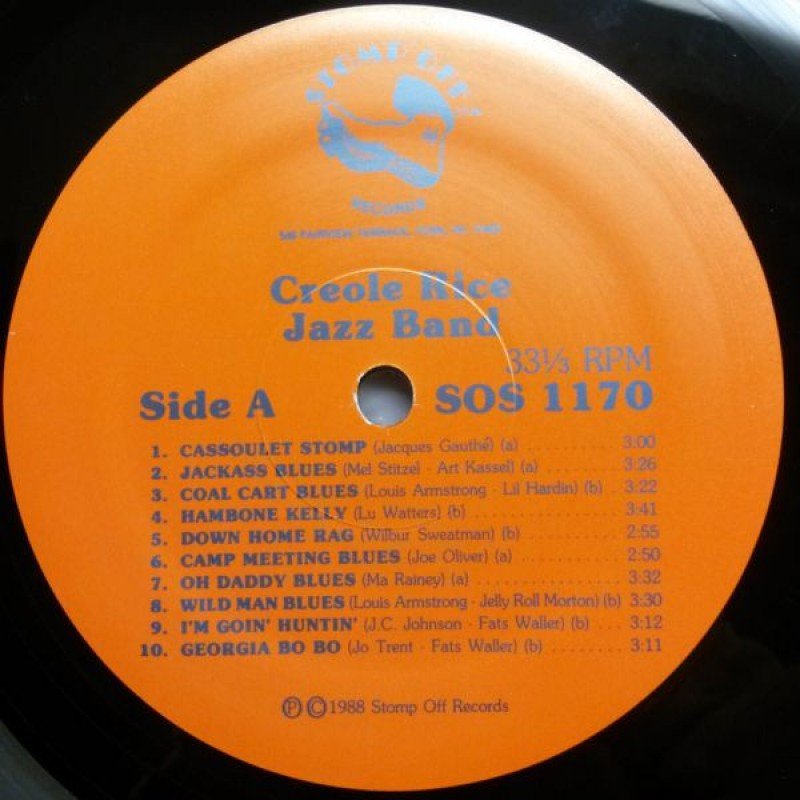 STOMP OFF
RECORDS
Creole Rice
Jazz Band
33⅓ RPM
Side A SOS 1170
1. CASSOULET STOMP (Jacques Gauthé) (a) .......... 3:00
2. JACKASS BLUES (Mel Stitzel - Art Kassel) (a) ........ 3:26
3. COAL CART BLUES (Louis Armstrong - Lil Hardin) (b) .. 3:22
4. HAMBONE KELLY (Lu Watters) (b) ............... 3:41
5. DOWN HOME RAG (Wilbur Sweatman) (b) .......... 2:55
6. CAMP MEETING BLUES (Joe Oliver) (a) ........... 2:50
7. OH DADDY BLUES (Ma Rainey) (a) ............... 3:32
8. WILD MAN BLUES (Louis Armstrong - Jelly Roll Morton) (b) 3:30
9. I'M GOIN' HUNTIN' (J.C. Johnson - Fats Waller) (b) ... 3:12
10. GEORGIA BO BO (Jo Trent - Fats Waller) (b) ........ 3:11
Ⓟ©1988 Stomp Off Records